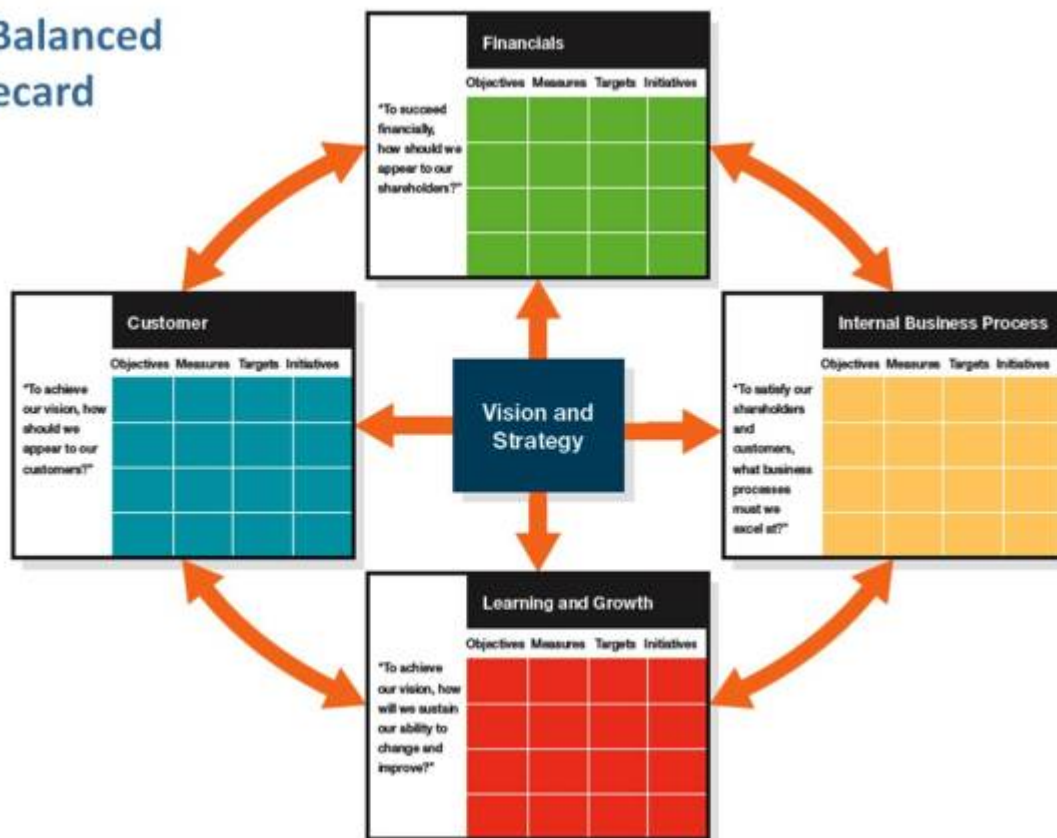 Balanced
ecard
Financials
Objectives Measures Targets Initiatives
"To succeed
financially,
how should we
appear to our
shareholders?"
Customer
Objectives Measures Targets Initiatives
"To achieve
our vision, how
should we
appear to our
customers?"
Vision and
Strategy
Internal Business Process
Objectives Measures Targets Initiatives
"To satisfy our
shareholders
and
customers,
what business
processes
must we
excel at?"
Learning and Growth
Objectives Measures Targets Initiatives
"To achieve
our vision, how
will we sustain
our ability to
change and
improve?"